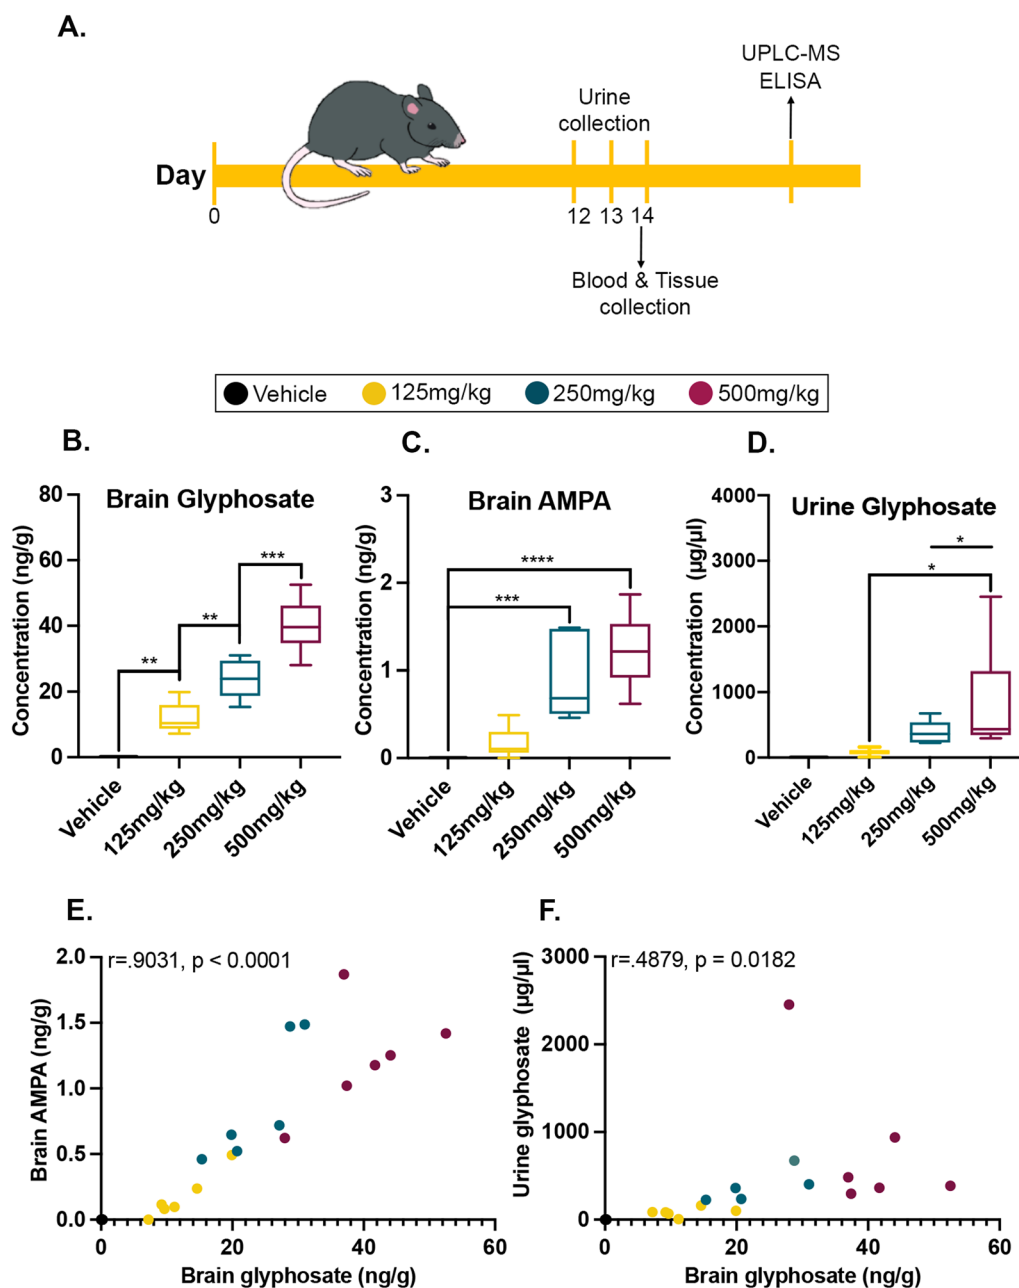 A.
UPLC-MS
ELISA
Urine
collection
Day
0
12 13 14
Blood & Tissue
collection
Vehicle 125mg/kg 250mg/kg 500mg/kg
B.
Brain Glyphosate
Concentration (ng/g)
80
60
40
20
0
**
**
***
Vehicle
125mg/kg
250mg/kg
500mg/kg
C.
Brain AMPA
Concentration (ng/g)
3
2
1
0
****
***
Vehicle
125mg/kg
250mg/kg
500mg/kg
D.
Urine Glyphosate
Concentration (µg/µl)
4000
3000
2000
1000
0
*
*
Vehicle
125mg/kg
250mg/kg
500mg/kg
E.
r=.9031, p < 0.0001
Brain AMPA (ng/g)
2.0
1.5
1.0
0.5
0.0
0 20 40 60
Brain glyphosate (ng/g)
F.
r=.4879, p = 0.0182
Urine glyphosate (µg/µl)
3000
2000
1000
0
0 20 40 60
Brain glyphosate (ng/g)